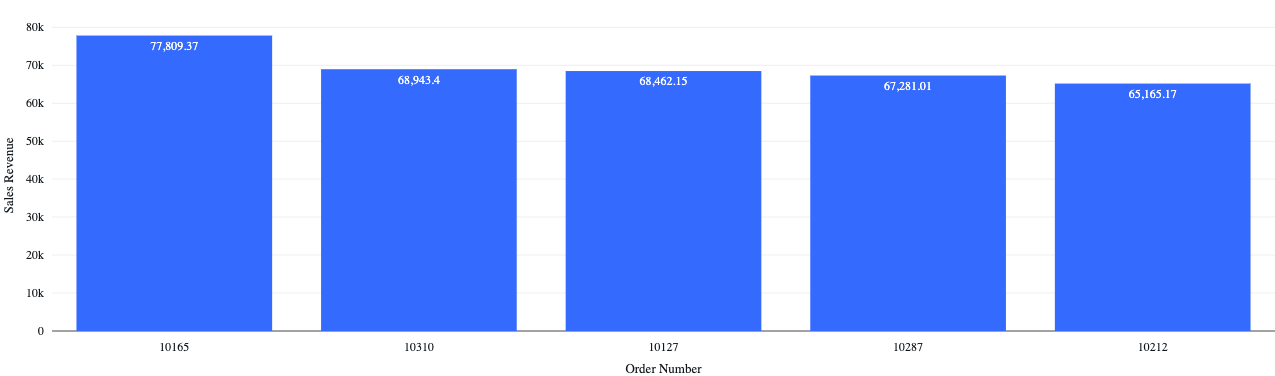 80k
70k
60k
50k
40k
30k
20k
10k
0
Sales Revenue
77,809.37
68,943.4
68,462.15
67,281.01
65,165.17
10165
10310
10127
10287
10212
Order Number